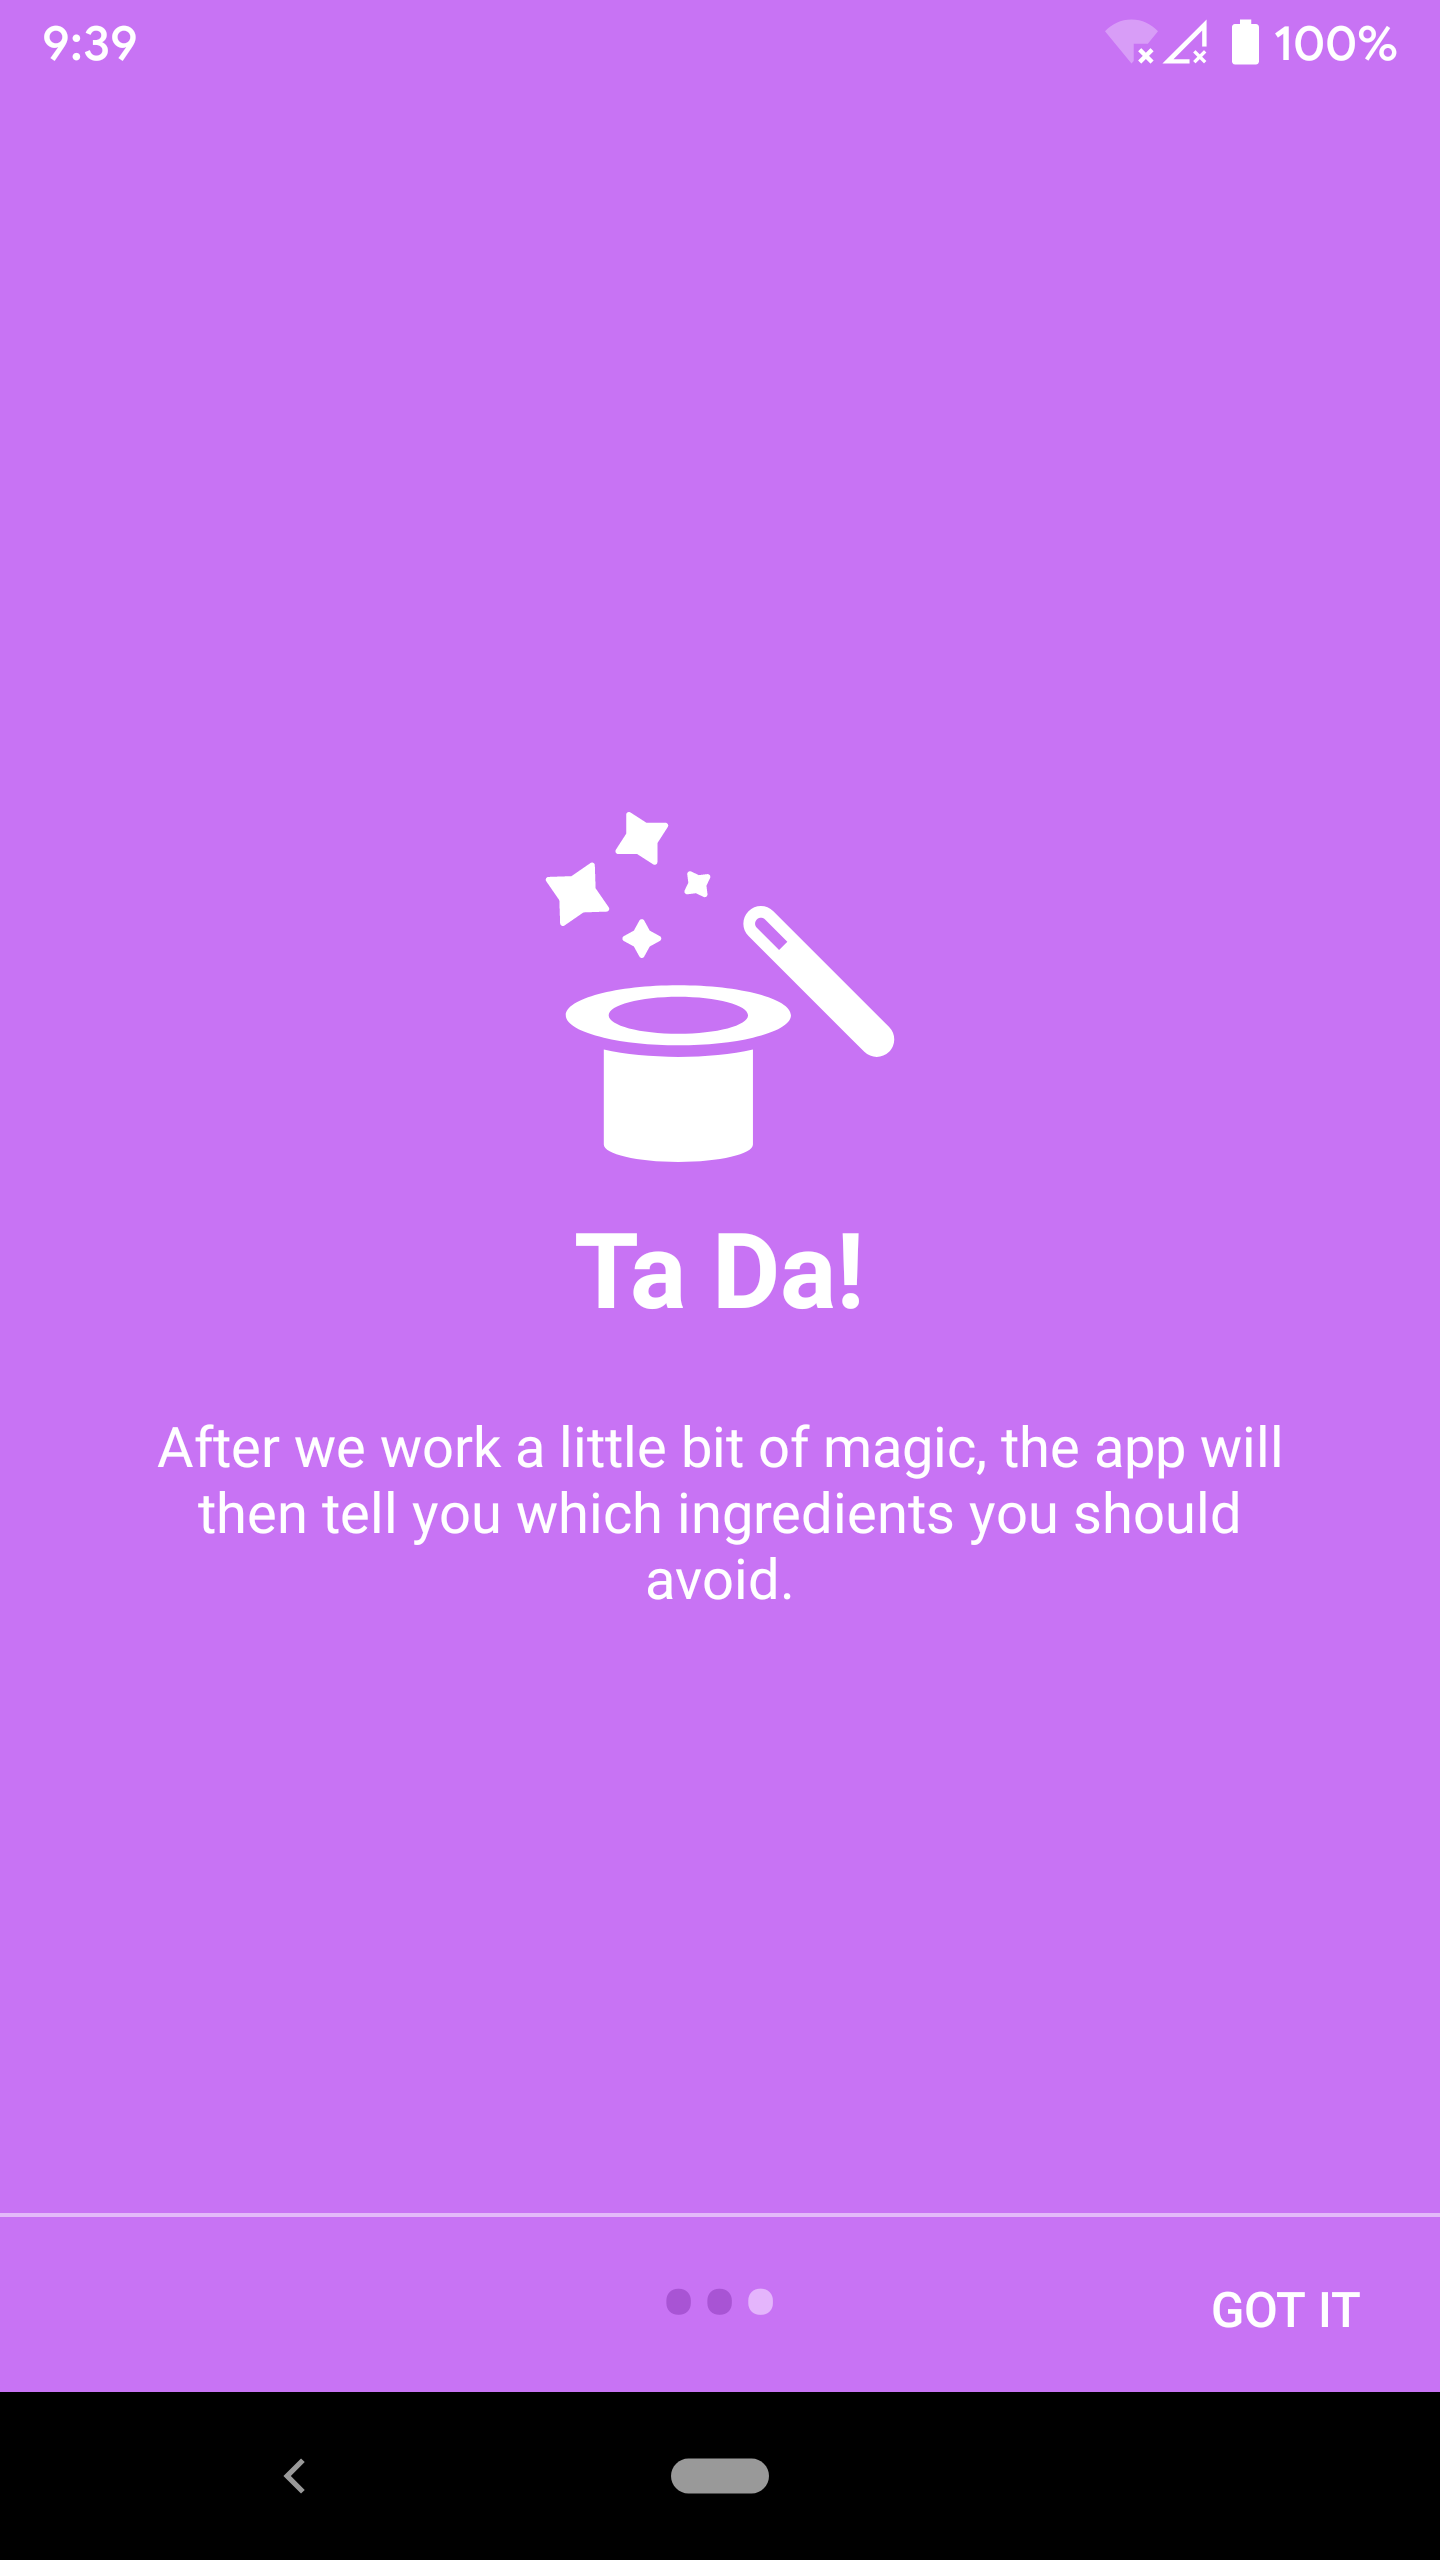 9:39
100%
Ta Da!
After we work a little bit of magic, the app will
then tell you which ingredients you should
avoid.
GOT IT